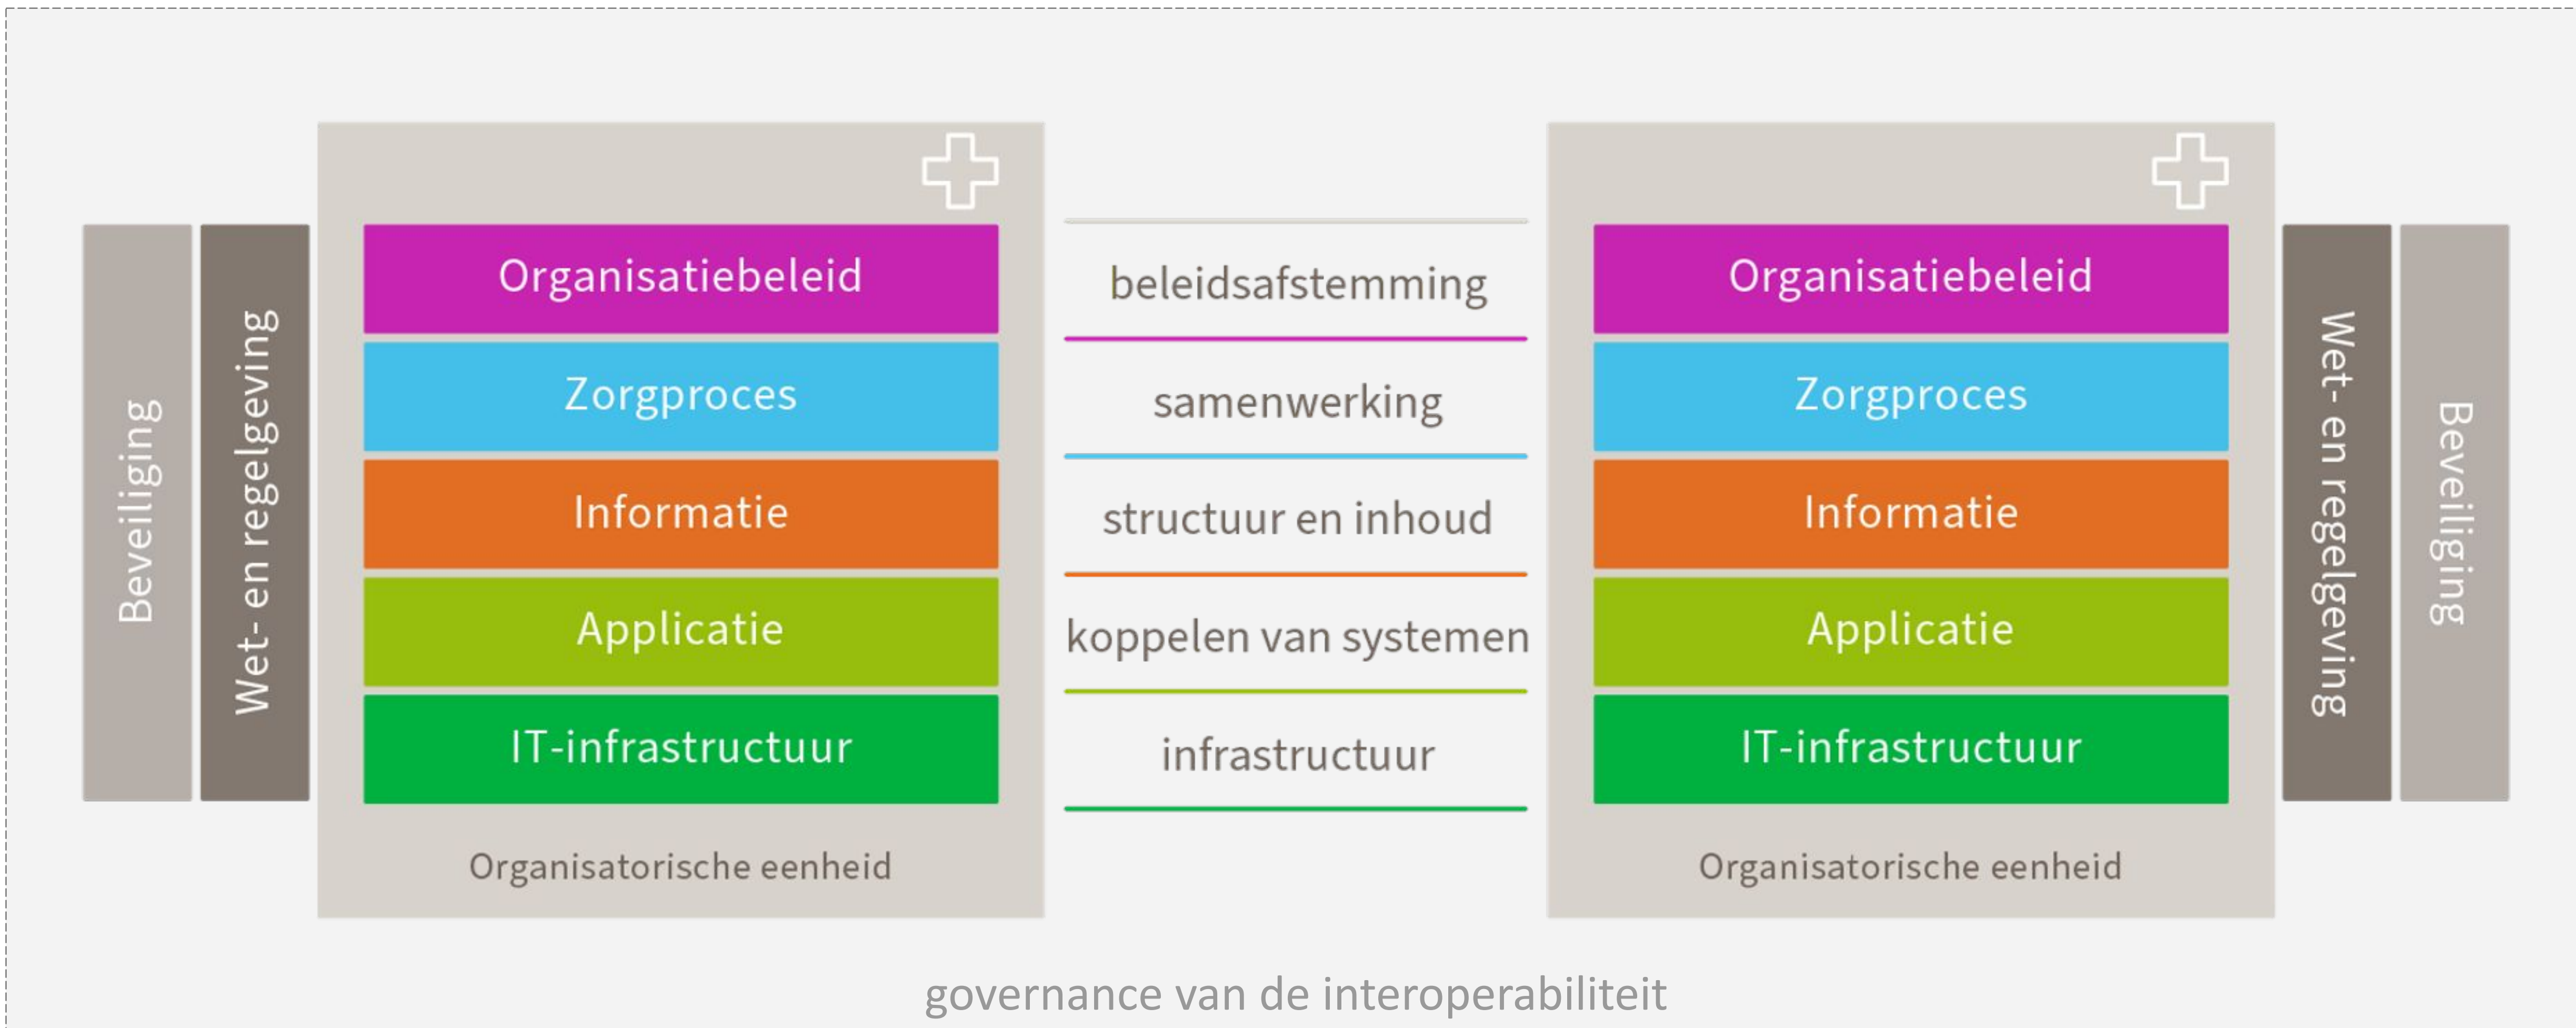 Beveiliging
Wet- en regelgeving
Organisatiebeleid
Zorgproces
Informatie
Applicatie
IT-infrastructuur
Organisatorische eenheid
beleidsafstemming
samenwerking
structuur en inhoud
koppelen van systemen
infrastructuur
Organisatiebeleid
Zorgproces
Informatie
Applicatie
IT-infrastructuur
Organisatorische eenheid
Wet- en regelgeving
Beveiliging
governance van de interoperabiliteit